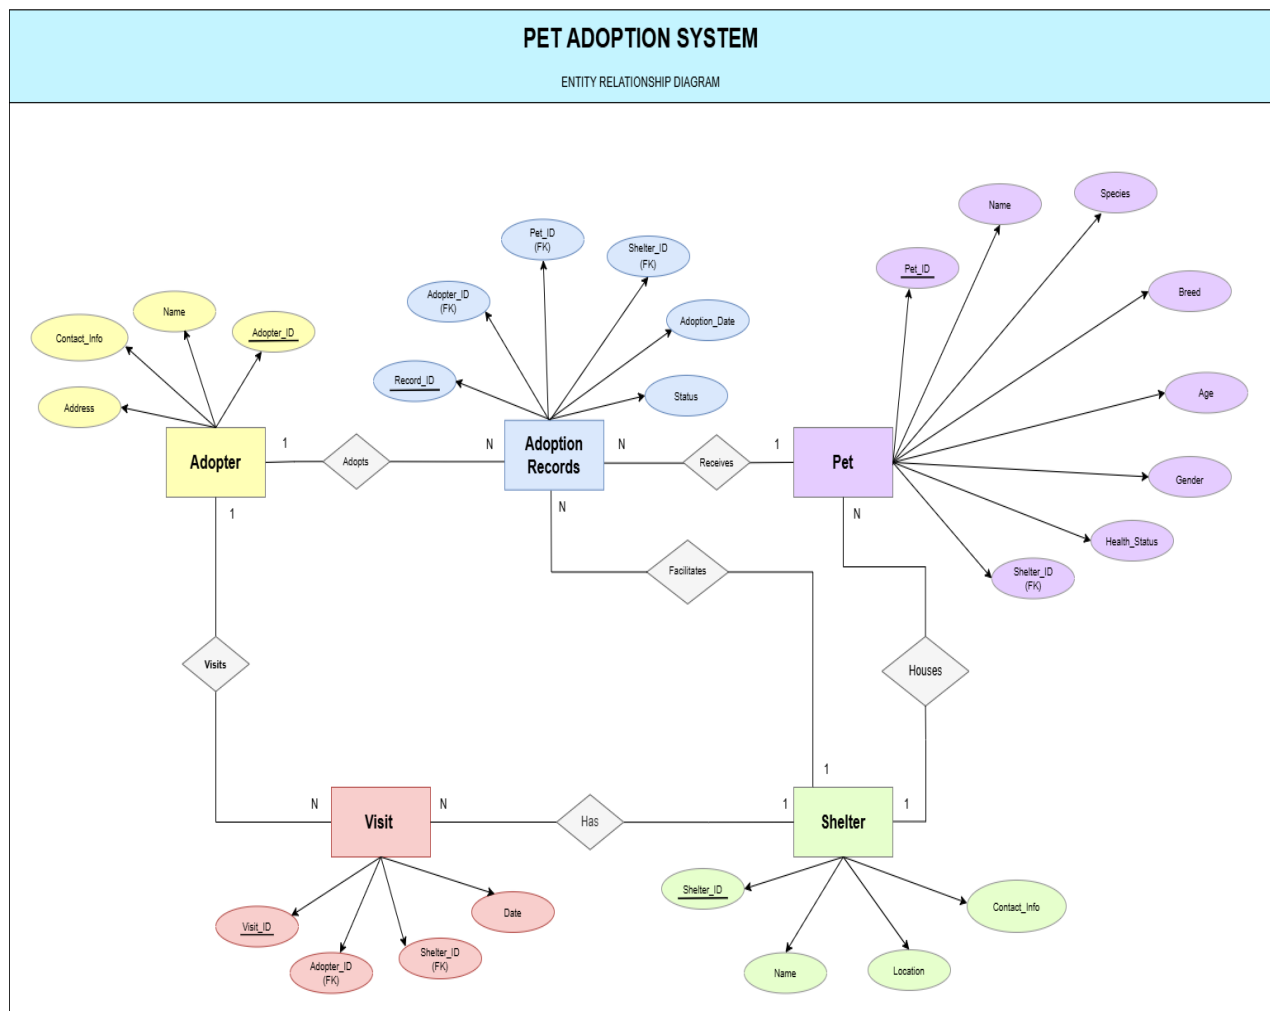 PET ADOPTION SYSTEM
ENTITY RELATIONSHIP DIAGRAM
Species
Name
Pet_ID
(FK)
Shelter_ID
(FK)
Pet_ID
Breed
Adopter_ID
(FK)
Name
Adoption_Date
Contact_Info
Adopter_ID
Record_ID
Status
Age
Address
Adopter
1
Adopts
N
Adoption
Records
N
Receives
1
Pet
Gender
1
N
N
Health_Status
Facilitates
Shelter_ID
(FK)
Visits
Houses
1
N
Visit
N
Has
1
Shelter
1
Shelter_ID
Contact_Info
Visit_ID
Date
Adopter_ID
(FK)
Shelter_ID
(FK)
Name
Location